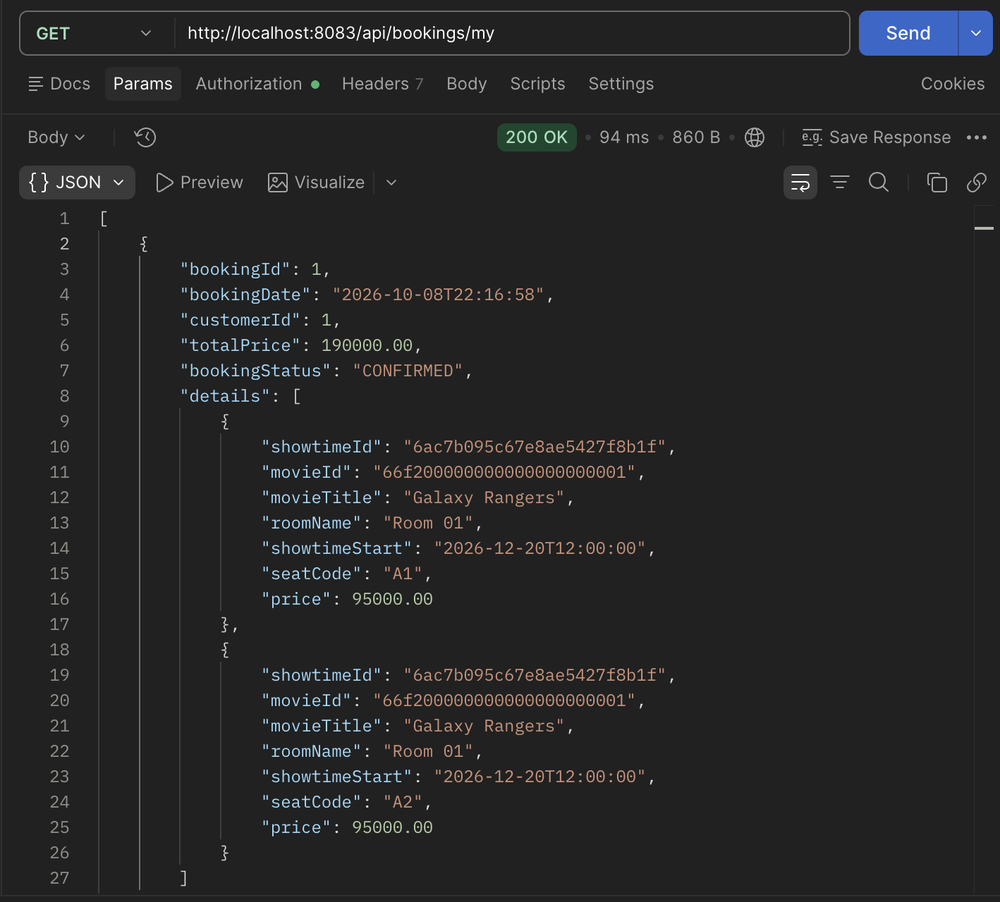 GET http://localhost:8083/api/bookings/my Send
Docs Params Authorization Headers 7 Body Scripts Settings Cookies
Body 200 OK • 94 ms • 860 B • e.g. Save Response
{} JSON Preview Visualize
1 [
2 {
3 "bookingId": 1,
4 "bookingDate": "2026-10-08T22:16:58",
5 "customerId": 1,
6 "totalPrice": 190000.00,
7 "bookingStatus": "CONFIRMED",
8 "details": [
9 {
10 "showtimeId": "6ac7b095c67e8ae5427f8b1f",
11 "movieId": "66f200000000000000000001",
12 "movieTitle": "Galaxy Rangers",
13 "roomName": "Room 01",
14 "showtimeStart": "2026-12-20T12:00:00",
15 "seatCode": "A1",
16 "price": 95000.00
17 },
18 {
19 "showtimeId": "6ac7b095c67e8ae5427f8b1f",
20 "movieId": "66f200000000000000000001",
21 "movieTitle": "Galaxy Rangers",
22 "roomName": "Room 01",
23 "showtimeStart": "2026-12-20T12:00:00",
24 "seatCode": "A2",
25 "price": 95000.00
26 }
27 ]